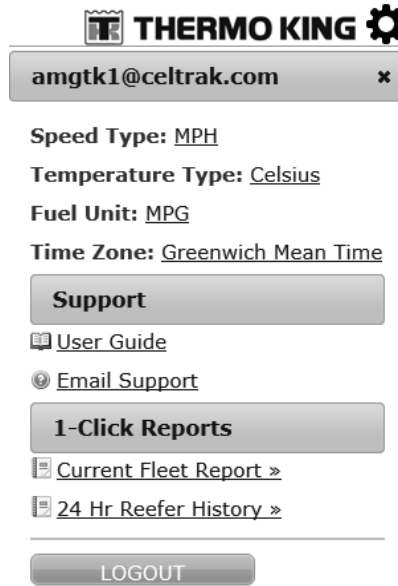 THERMO KING
amgtk1@celtrak.com
Speed Type: MPH
Temperature Type: Celsius
Fuel Unit: MPG
Time Zone: Greenwich Mean Time
Support
User Guide
Email Support
1-Click Reports
Current Fleet Report »
24 Hr Reefer History »
LOGOUT